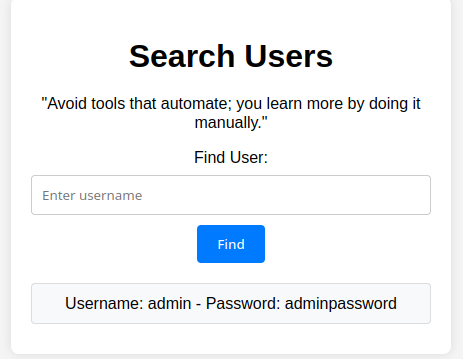 Search Users
"Avoid tools that automate; you learn more by doing it
manually."
Find User:
Enter username
Find
Username: admin - Password: adminpassword